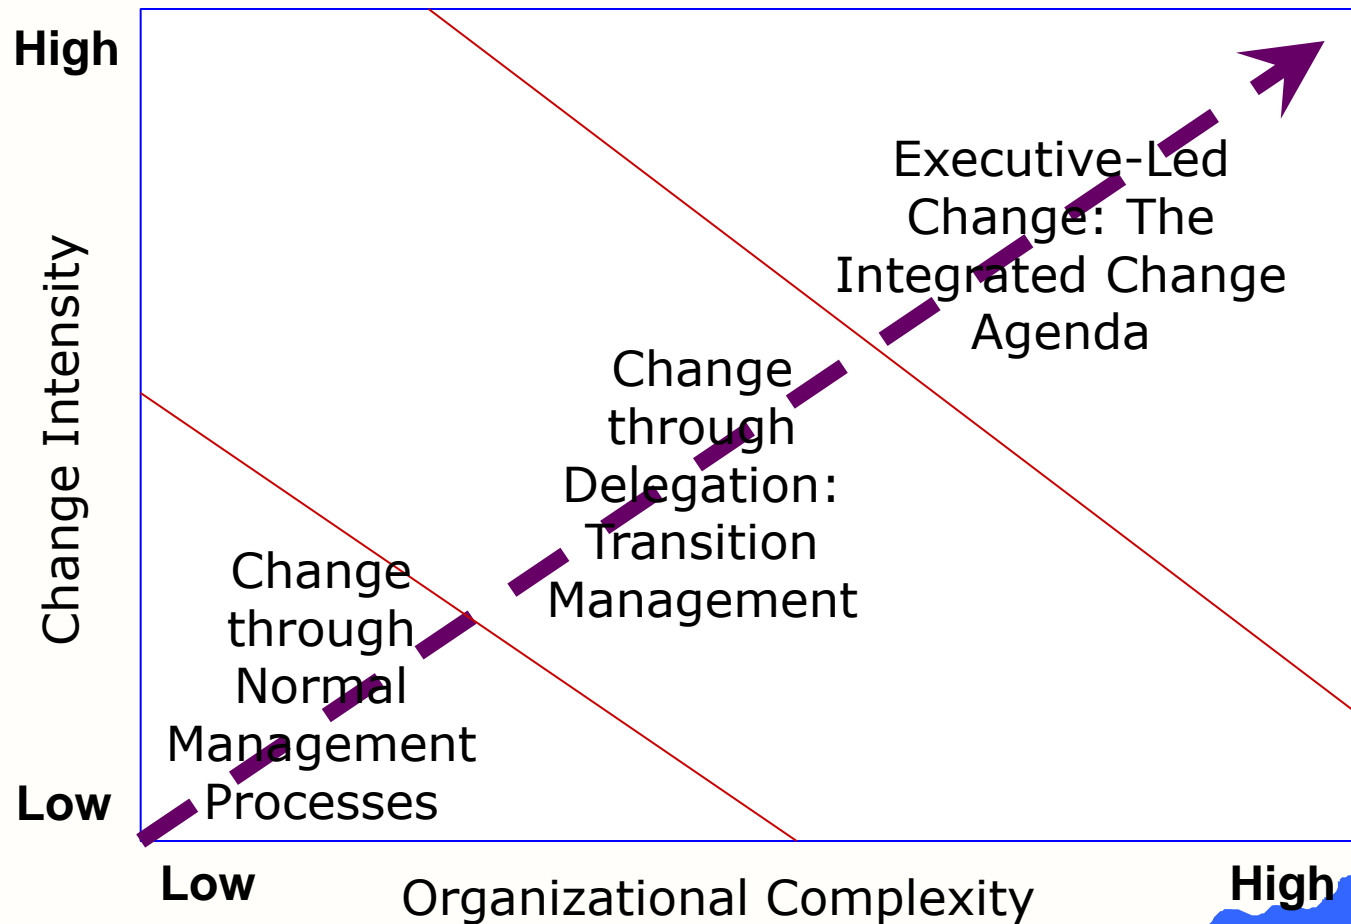 High
Executive-Led
Change: The
Integrated Change
Agenda
Change
through
Delegation:
Transition
Management
Change
through
Normal
Management
Processes
Change Intensity
Low
Low
Organizational Complexity
High